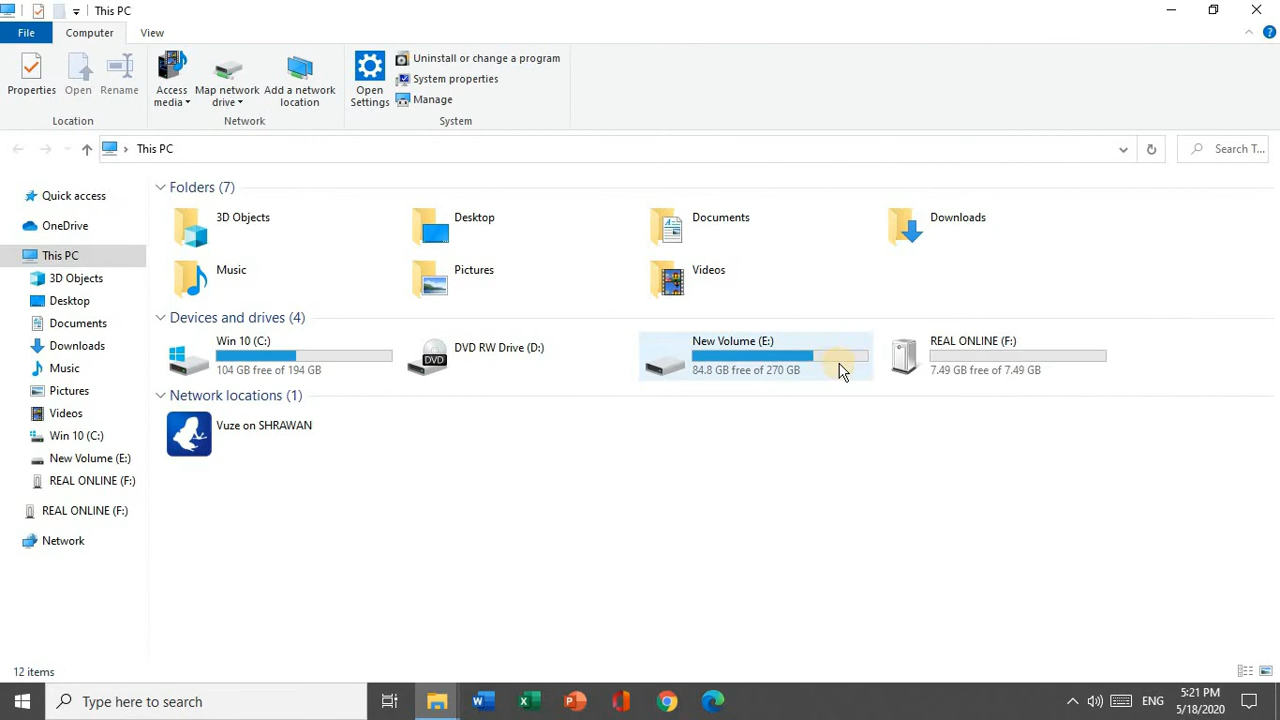 This PC
File Computer View
Properties Open Rename Access media Map network drive Add a network location Open Settings Uninstall or change a program
System properties
Manage
Location Network System
This PC Search T...
Quick access
OneDrive
This PC
3D Objects
Desktop
Documents
Downloads
Music
Pictures
Videos
Win 10 (C:)
New Volume (E:)
REAL ONLINE (F:)
REAL ONLINE (F:)
Network
Folders (7)
3D Objects Desktop Documents Downloads
Music Pictures Videos
Devices and drives (4)
Win 10 (C:)
104 GB free of 194 GB
DVD
DVD RW Drive (D:)
New Volume (E:)
84.8 GB free of 270 GB
REAL ONLINE (F:)
7.49 GB free of 7.49 GB
Network locations (1)
Vuze on SHRAWAN
12 items
Type here to search ENG 5:21 PM
5/18/2020